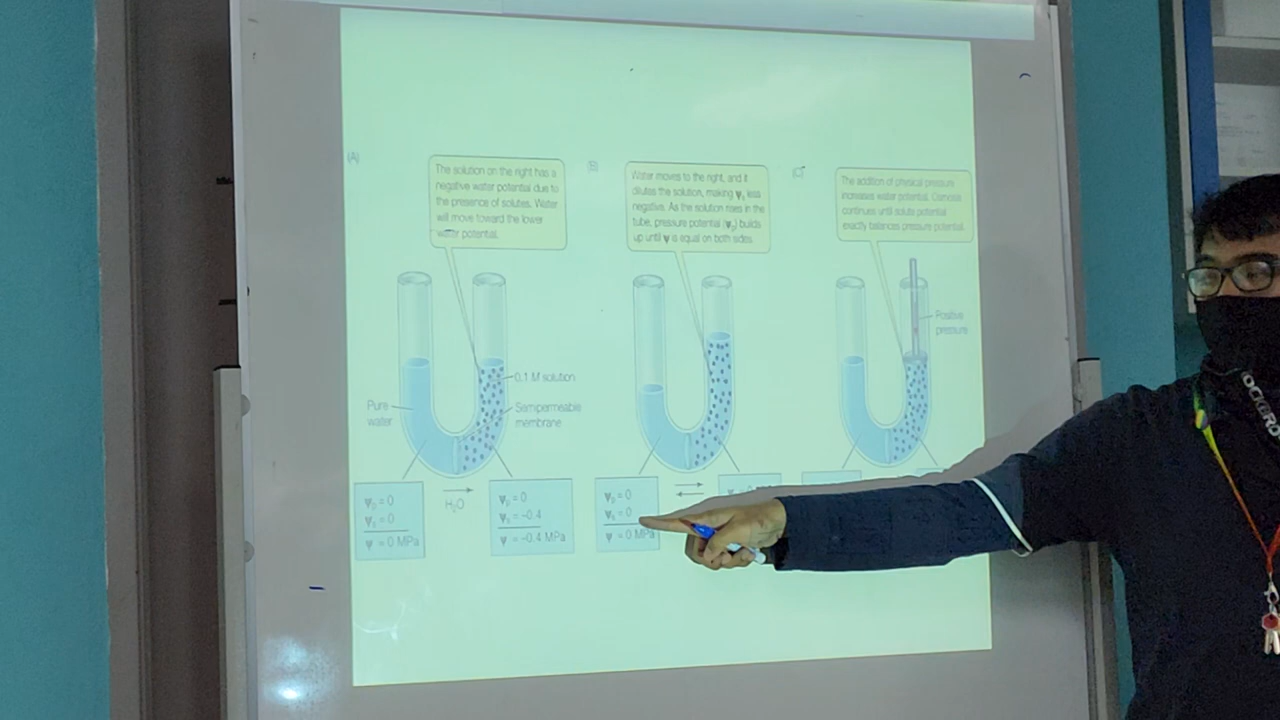 (A)
The solution on the right has a
negative water potential due to
the presence of solutes. Water
will move toward the lower
water potential.
0.1 M solution
Pure
water
Semipermeable
membrane
H₂O
Ψp = 0
Ψs = 0
Ψ = 0 MPa
Ψp = 0
Ψs = -0.4
Ψ = -0.4 MPa
(B)
Water moves to the right, and it
dilutes the solution, making Ψs less
negative. As the solution rises in the
tube, pressure potential (Ψp) builds
up until Ψ is equal on both sides.
Ψp = 0
Ψs = 0
Ψ = 0 MPa
(C)
The addition of physical pressure
increases water potential. Osmosis
continues until solute potential
exactly balances pressure potential.
Positive
pressure